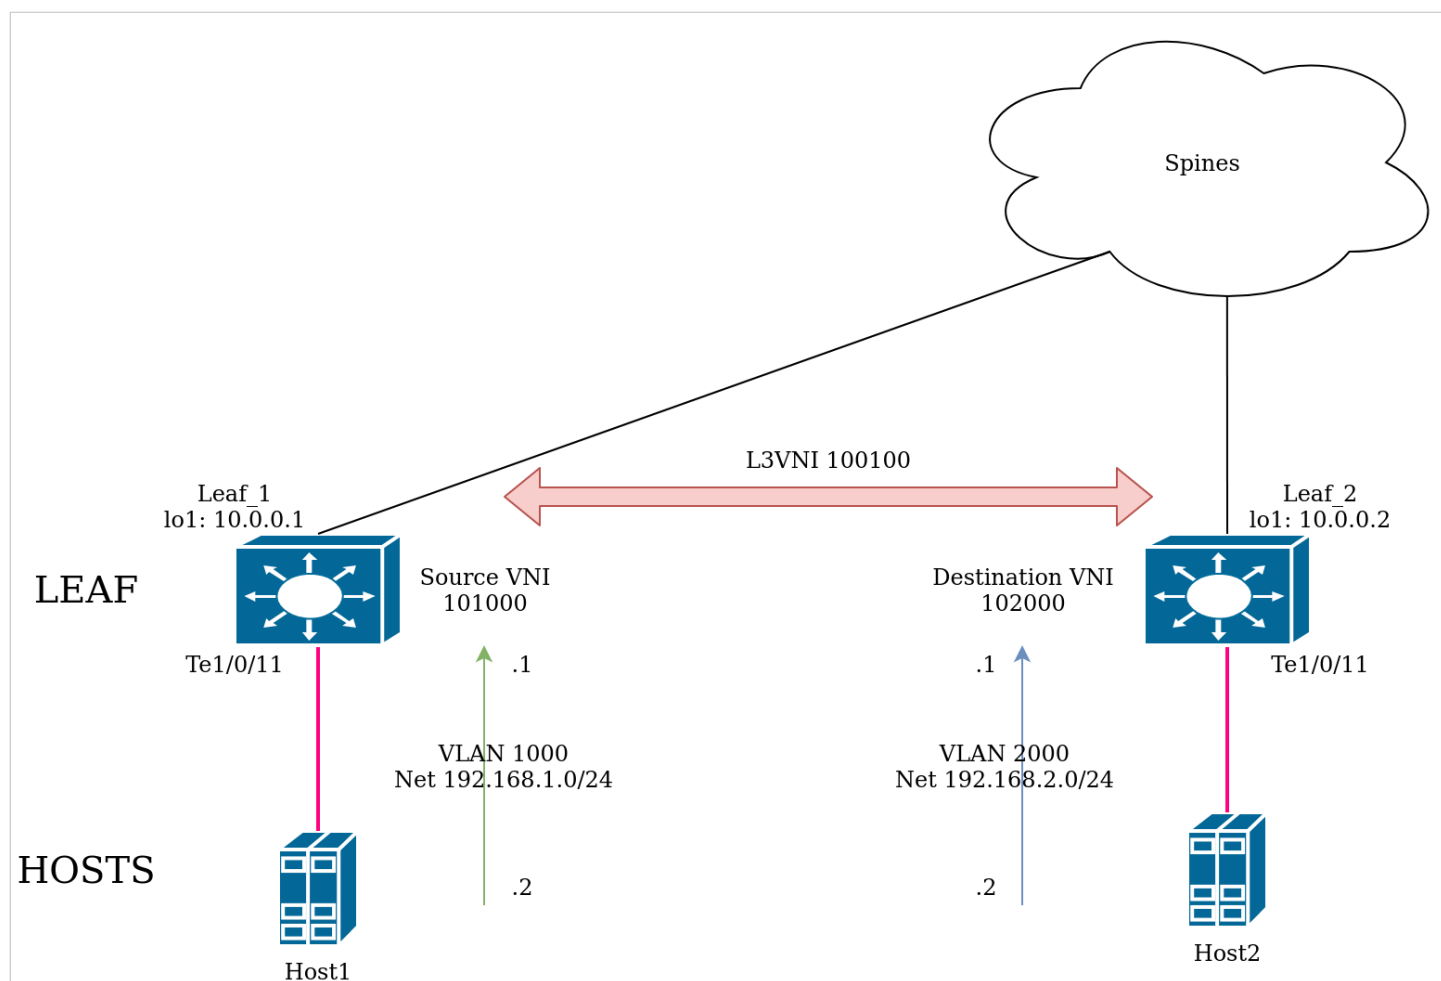 Spines
L3VNI 100100
Leaf_1
lo1: 10.0.0.1
Leaf_2
lo1: 10.0.0.2
LEAF
Source VNI
101000
Destination VNI
102000
Te1/0/11
.1
.1
Te1/0/11
VLAN 1000
Net 192.168.1.0/24
VLAN 2000
Net 192.168.2.0/24
HOSTS
.2
.2
Host1
Host2